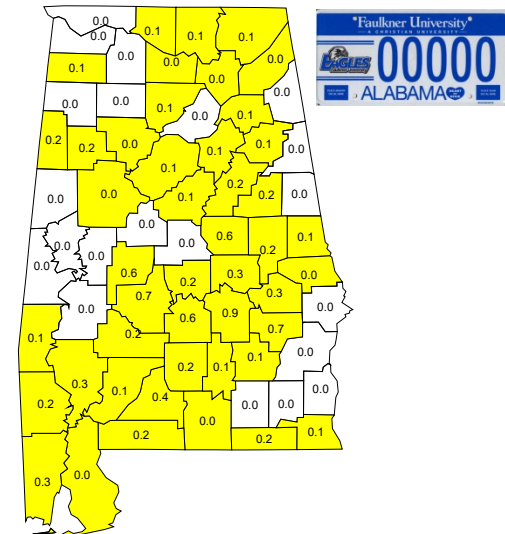 "Faulkner University"
A CHRISTIAN UNIVERSITY
EAGLES
00000
ALABAMA
0.0
0.0 0.1 0.1 0.1
0.0 0.0 0.0
0.1 0.0
0.0
0.0 0.0 0.1 0.0 0.1
0.2 0.2 0.0 0.1 0.1 0.0
0.1
0.0 0.0 0.1 0.2 0.2 0.0
0.0
0.0 0.0 0.0 0.6 0.2 0.1
0.0 0.6 0.2 0.3 0.0
0.7 0.3
0.0 0.6 0.9 0.0
0.1 0.2 0.7
0.1 0.0
0.2 0.1
0.3 0.1 0.4 0.0
0.2 0.0 0.0
0.0
0.2 0.2 0.1
0.3 0.0